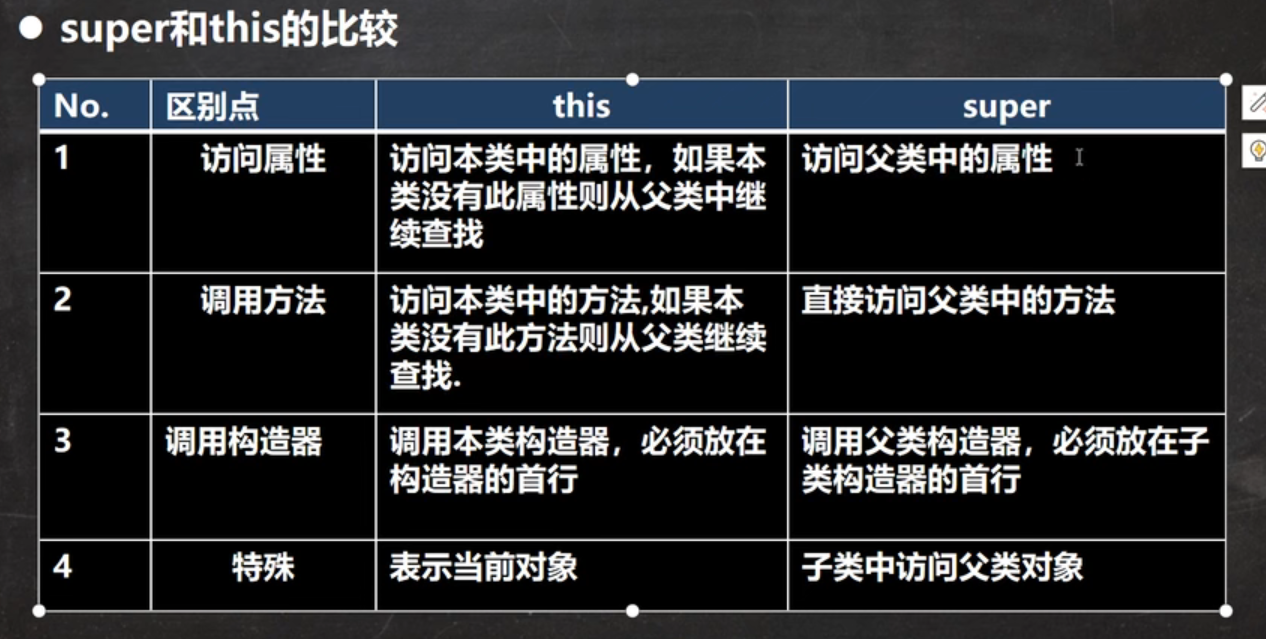 super和this的比较
No. 区别点 this super
1 访问属性 访问本类中的属性，如果本 访问父类中的属性
类没有此属性则从父类中继
续查找
2 调用方法 访问本类中的方法,如果本 直接访问父类中的方法
类没有此方法则从父类继续
查找.
3 调用构造器 调用本类构造器，必须放在 调用父类构造器，必须放在子
构造器的首行 类构造器的首行
4 特殊 表示当前对象 子类中访问父类对象